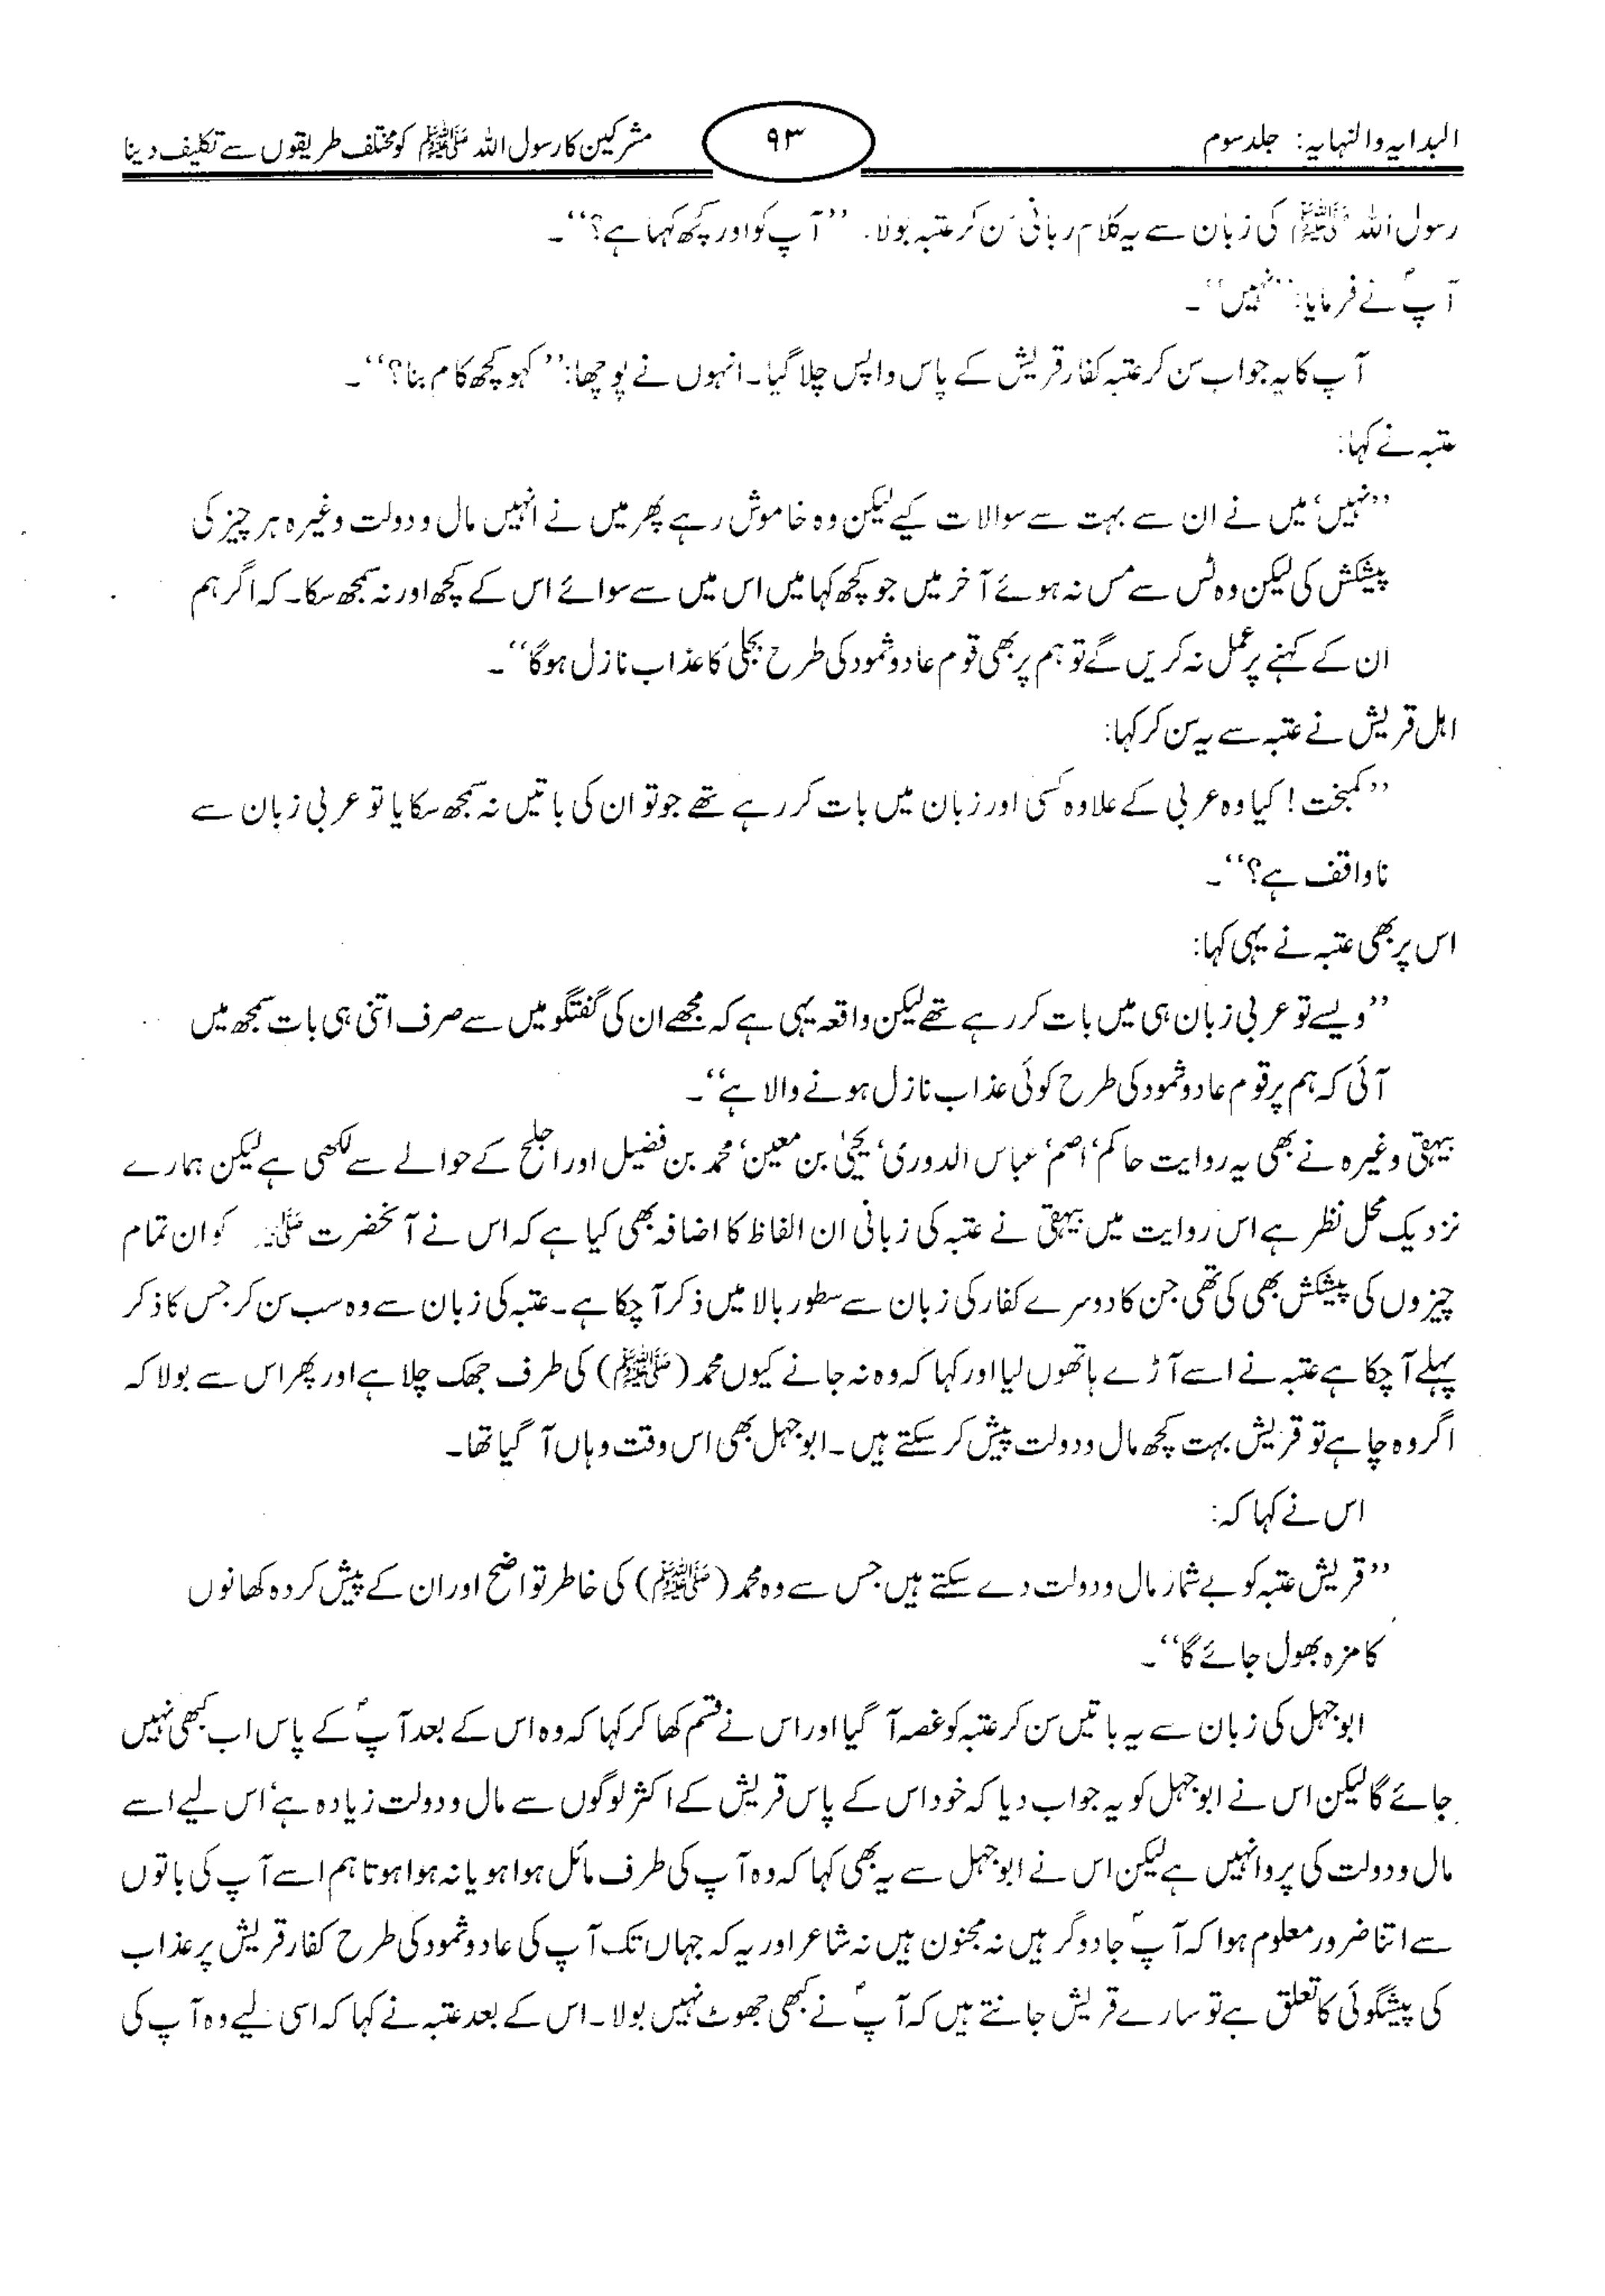 البدایہ والنہایہ: جلد سوم
۹۳
مشرکین کا رسول اللہ ﷺ کو مختلف طریقوں سے تکلیف دینا
رسول اللہ ﷺ کی زبان سے یہ کلام ربانی سن کر عتبہ بولا. ’’آپ کو اور کچھ کہنا ہے؟‘‘۔
آپؐ نے فرمایا: ’’نہیں‘‘۔
آپ کا یہ جواب سن کر عتبہ کفار قریش کے پاس واپس چلا گیا۔ انہوں نے پوچھا: ’’کہو کچھ کام بنا؟‘‘۔
عتبہ نے کہا:
’’نہیں‘ میں نے ان سے بہت سے سوالات کیے لیکن وہ خاموش رہے پھر میں نے انہیں مال و دولت وغیرہ ہر چیز کی
پیشکش کی لیکن وہ ٹس سے مس نہ ہوئے آخر میں جو کچھ کہا میں اس میں سے سوائے اس کے کچھ اور نہ سمجھ سکا۔ کہ اگر ہم
ان کے کہنے پر عمل نہ کریں گے تو ہم پر بھی قوم عاد و ثمود کی طرح بجلی کا عذاب نازل ہوگا‘‘۔
اہل قریش نے عتبہ سے یہ سن کر کہا:
’’کمبخت! کیا وہ عربی کے علاوہ کسی اور زبان میں بات کر رہے تھے جو تو ان کی باتیں نہ سمجھ سکا یا تو عربی زبان سے
ناواقف ہے؟‘‘۔
اس پر بھی عتبہ نے یہی کہا:
’’ویسے تو عربی زبان ہی میں بات کر رہے تھے لیکن واقعہ یہی ہے کہ مجھے ان کی گفتگو میں سے صرف اتنی ہی بات سمجھ میں
آئی کہ ہم پر قوم عاد و ثمود کی طرح کوئی عذاب نازل ہونے والا ہے‘‘۔
بیہقی وغیرہ نے بھی یہ روایت حاکم‘ اصم‘ عباس الدوری‘ یحییٰ بن معین‘ محمد بن فضیل اور اجلح کے حوالے سے لکھی ہے لیکن ہمارے
نزدیک محل نظر ہے اس روایت میں بیہقی نے عتبہ کی زبانی ان الفاظ کا اضافہ بھی کیا ہے کہ اس نے آنحضرت ﷺ کو ان تمام
چیزوں کی پیشکش بھی کی تھی جن کا دوسرے کفار کی زبان سے سطور بالا میں ذکر آ چکا ہے۔ عتبہ کی زبان سے وہ سب سن کر جس کا ذکر
پہلے آ چکا ہے عتبہ نے اسے آڑے ہاتھوں لیا اور کہا کہ وہ نہ جانے کیوں محمد (ﷺ) کی طرف جھک چلا ہے اور پھر اس سے بولا کہ
اگر وہ چاہے تو قریش بہت کچھ مال و دولت پیش کر سکتے ہیں۔ ابوجہل بھی اس وقت وہاں آ گیا تھا۔
اس نے کہا کہ:
’’قریش عتبہ کو بے شمار مال و دولت دے سکتے ہیں جس سے وہ محمد (ﷺ) کی خاطر تواضح اور ان کے پیش کردہ کھانوں
کا مزہ بھول جائے گا‘‘۔
ابوجہل کی زبان سے یہ باتیں سن کر عتبہ کو غصہ آ گیا اور اس نے قسم کھا کر کہا کہ وہ اس کے بعد آپؐ کے پاس اب کبھی نہیں
جائے گا لیکن اس نے ابوجہل کو یہ جواب دیا کہ خود اس کے پاس قریش کے اکثر لوگوں سے مال و دولت زیادہ ہے‘ اس لیے اسے
مال و دولت کی پروا نہیں ہے لیکن اس نے ابوجہل سے یہ بھی کہا کہ وہ آپ کی طرف مائل ہوا ہو یا نہ ہوا ہو تاہم اسے آپ کی باتوں
سے اتنا ضرور معلوم ہوا کہ آپؐ جادوگر ہیں نہ مجنون ہیں نہ شاعر اور یہ کہ جہاں تک آپ کی عاد و ثمود کی طرح کفار قریش پر عذاب
کی پیشگوئی کا تعلق ہے تو سارے قریش جانتے ہیں کہ آپؐ نے کبھی جھوٹ نہیں بولا۔ اس کے بعد عتبہ نے کہا کہ اسی لیے وہ آپ کی